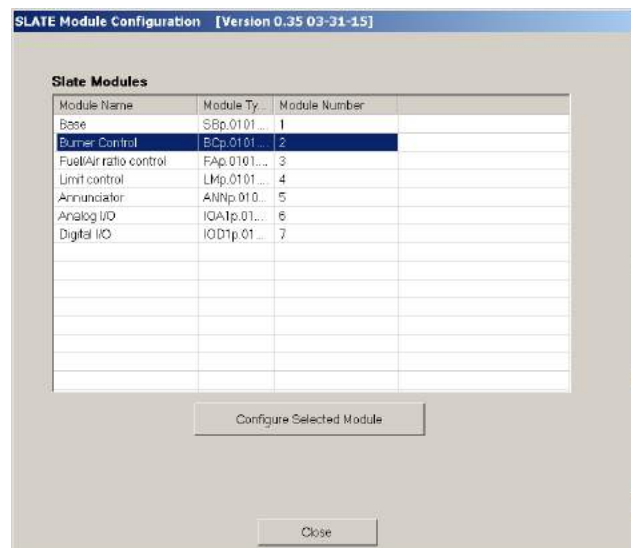 SLATE Module Configuration [Version 0.35 03-31-15]
Slate Modules
Module Name Module Ty... Module Number
Base SBp.0101.... 1
Burner Control BCp.0101.... 2
Fuel/Air ratio control FAp.0101.... 3
Limit control LMp.0101.... 4
Annunciator ANNp.010... 5
Analog I/O IOA1p.01... 6
Digital I/O IOD1p.01... 7
Configure Selected Module
Close